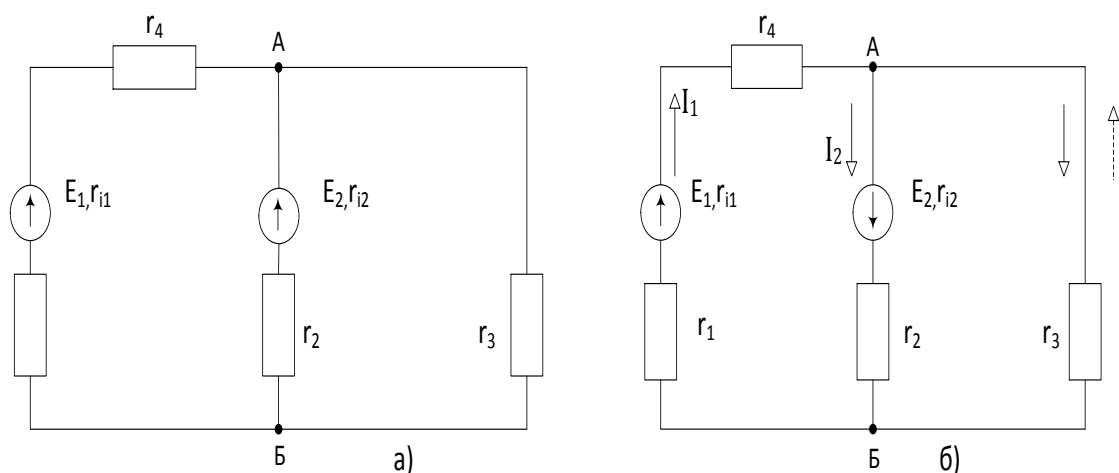 r₄
А
E₁,rᵢ₁
E₂,rᵢ₂
r₂
r₃
Б
а)
r₄
А
I₁
I₂
E₁,rᵢ₁
E₂,rᵢ₂
r₁
r₂
r₃
Б
б)